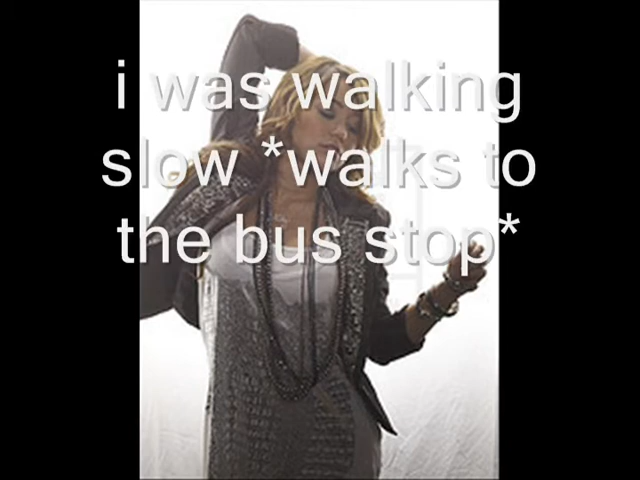 i was walking
slow *walks to
the bus stop*